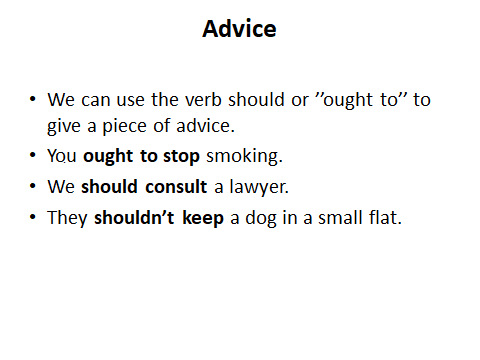 Advice
• We can use the verb should or ”ought to” to
give a piece of advice.
• You ought to stop smoking.
• We should consult a lawyer.
• They shouldn’t keep a dog in a small flat.